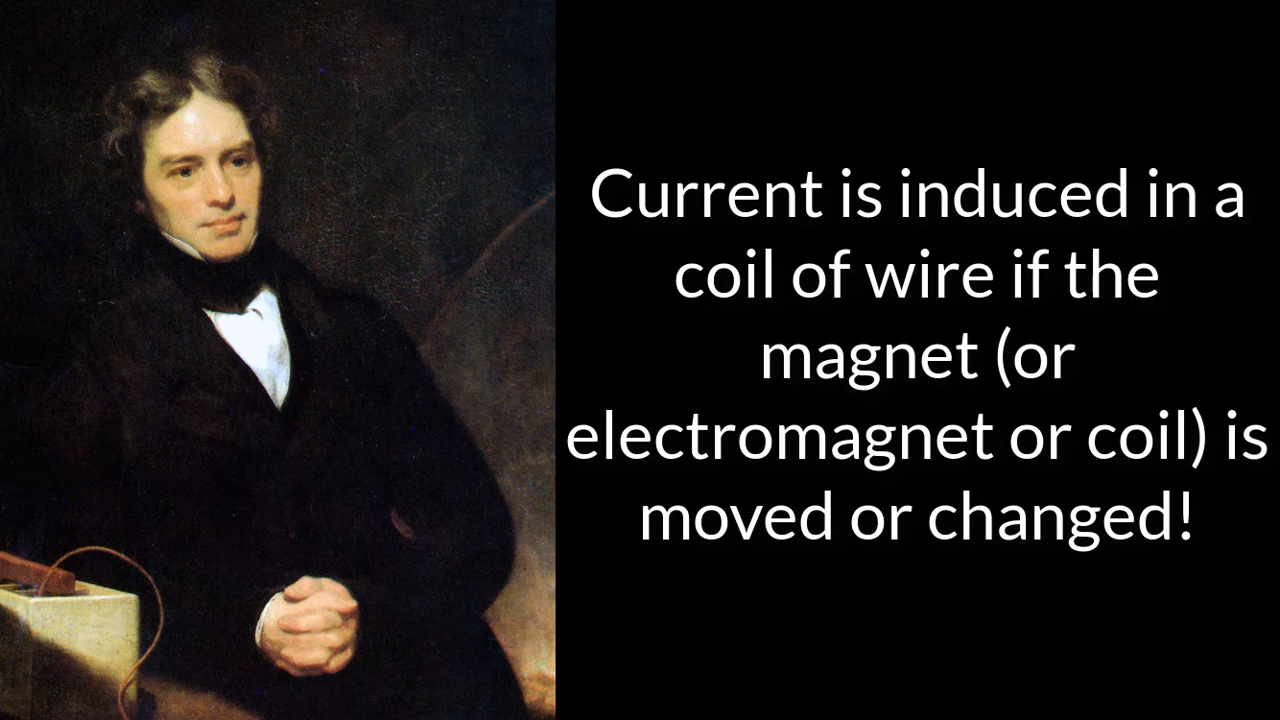 Current is induced in a
coil of wire if the
magnet (or
electromagnet or coil) is
moved or changed!